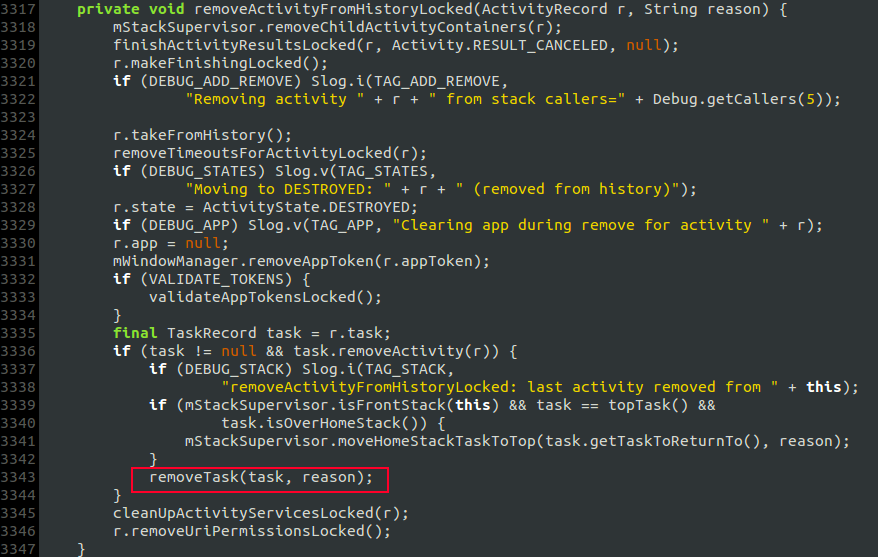 3317     private void removeActivityFromHistoryLocked(ActivityRecord r, String reason) {
3318         mStackSupervisor.removeChildActivityContainers(r);
3319         finishActivityResultsLocked(r, Activity.RESULT_CANCELED, null);
3320         r.makeFinishingLocked();
3321         if (DEBUG_ADD_REMOVE) Slog.i(TAG_ADD_REMOVE,
3322                 "Removing activity " + r + " from stack callers=" + Debug.getCallers(5));
3323
3324         r.takeFromHistory();
3325         removeTimeoutsForActivityLocked(r);
3326         if (DEBUG_STATES) Slog.v(TAG_STATES,
3327                 "Moving to DESTROYED: " + r + " (removed from history)");
3328         r.state = ActivityState.DESTROYED;
3329         if (DEBUG_APP) Slog.v(TAG_APP, "Clearing app during remove for activity " + r);
3330         r.app = null;
3331         mWindowManager.removeAppToken(r.appToken);
3332         if (VALIDATE_TOKENS) {
3333             validateAppTokensLocked();
3334         }
3335         final TaskRecord task = r.task;
3336         if (task != null && task.removeActivity(r)) {
3337             if (DEBUG_STACK) Slog.i(TAG_STACK,
3338                     "removeActivityFromHistoryLocked: last activity removed from " + this);
3339             if (mStackSupervisor.isFrontStack(this) && task == topTask() &&
3340                     task.isOverHomeStack()) {
3341                 mStackSupervisor.moveHomeStackTaskToTop(task.getTaskToReturnTo(), reason);
3342             }
3343             removeTask(task, reason);
3344         }
3345         cleanUpActivityServicesLocked(r);
3346         r.removeUriPermissionsLocked();
3347     }